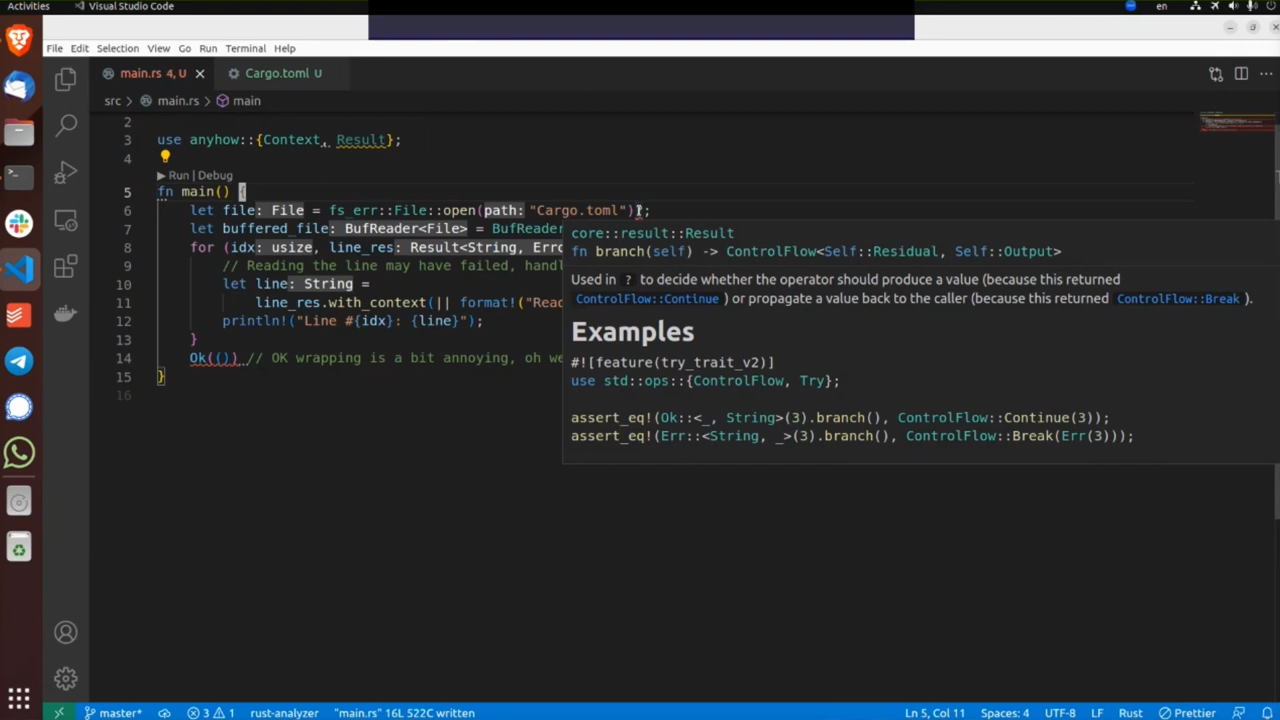 Activities
Visual Studio Code
en
File Edit Selection View Go Run Terminal Help
main.rs 4, U
Cargo.toml U
src > main.rs > main
2
3 use anyhow::{Context, Result};
4
▶ Run | Debug
5 fn main() {
6 let file: File = fs_err::File::open(path: "Cargo.toml")?;
7 let buffered_file: BufReader<File> = BufReader
8 for (idx: usize, line_res: Result<String, Erro
9 // Reading the line may have failed, handl
10 let line: String =
11 line_res.with_context(|| format!("Read
12 println!("Line #{idx}: {line}");
13 }
14 Ok(()) // OK wrapping is a bit annoying, oh we
15 }
16
core::result::Result
fn branch(self) -> ControlFlow<Self::Residual, Self::Output>
Used in ? to decide whether the operator should produce a value (because this returned
ControlFlow::Continue ) or propagate a value back to the caller (because this returned ControlFlow::Break ).
Examples
#![feature(try_trait_v2)]
use std::ops::{ControlFlow, Try};
assert_eq!(Ok::<_, String>(3).branch(), ControlFlow::Continue(3));
assert_eq!(Err::<String, _>(3).branch(), ControlFlow::Break(Err(3)));
master* 3 1 rust-analyzer "main.rs" 16L 522C written Ln 5, Col 11 Spaces: 4 UTF-8 LF Rust Prettier